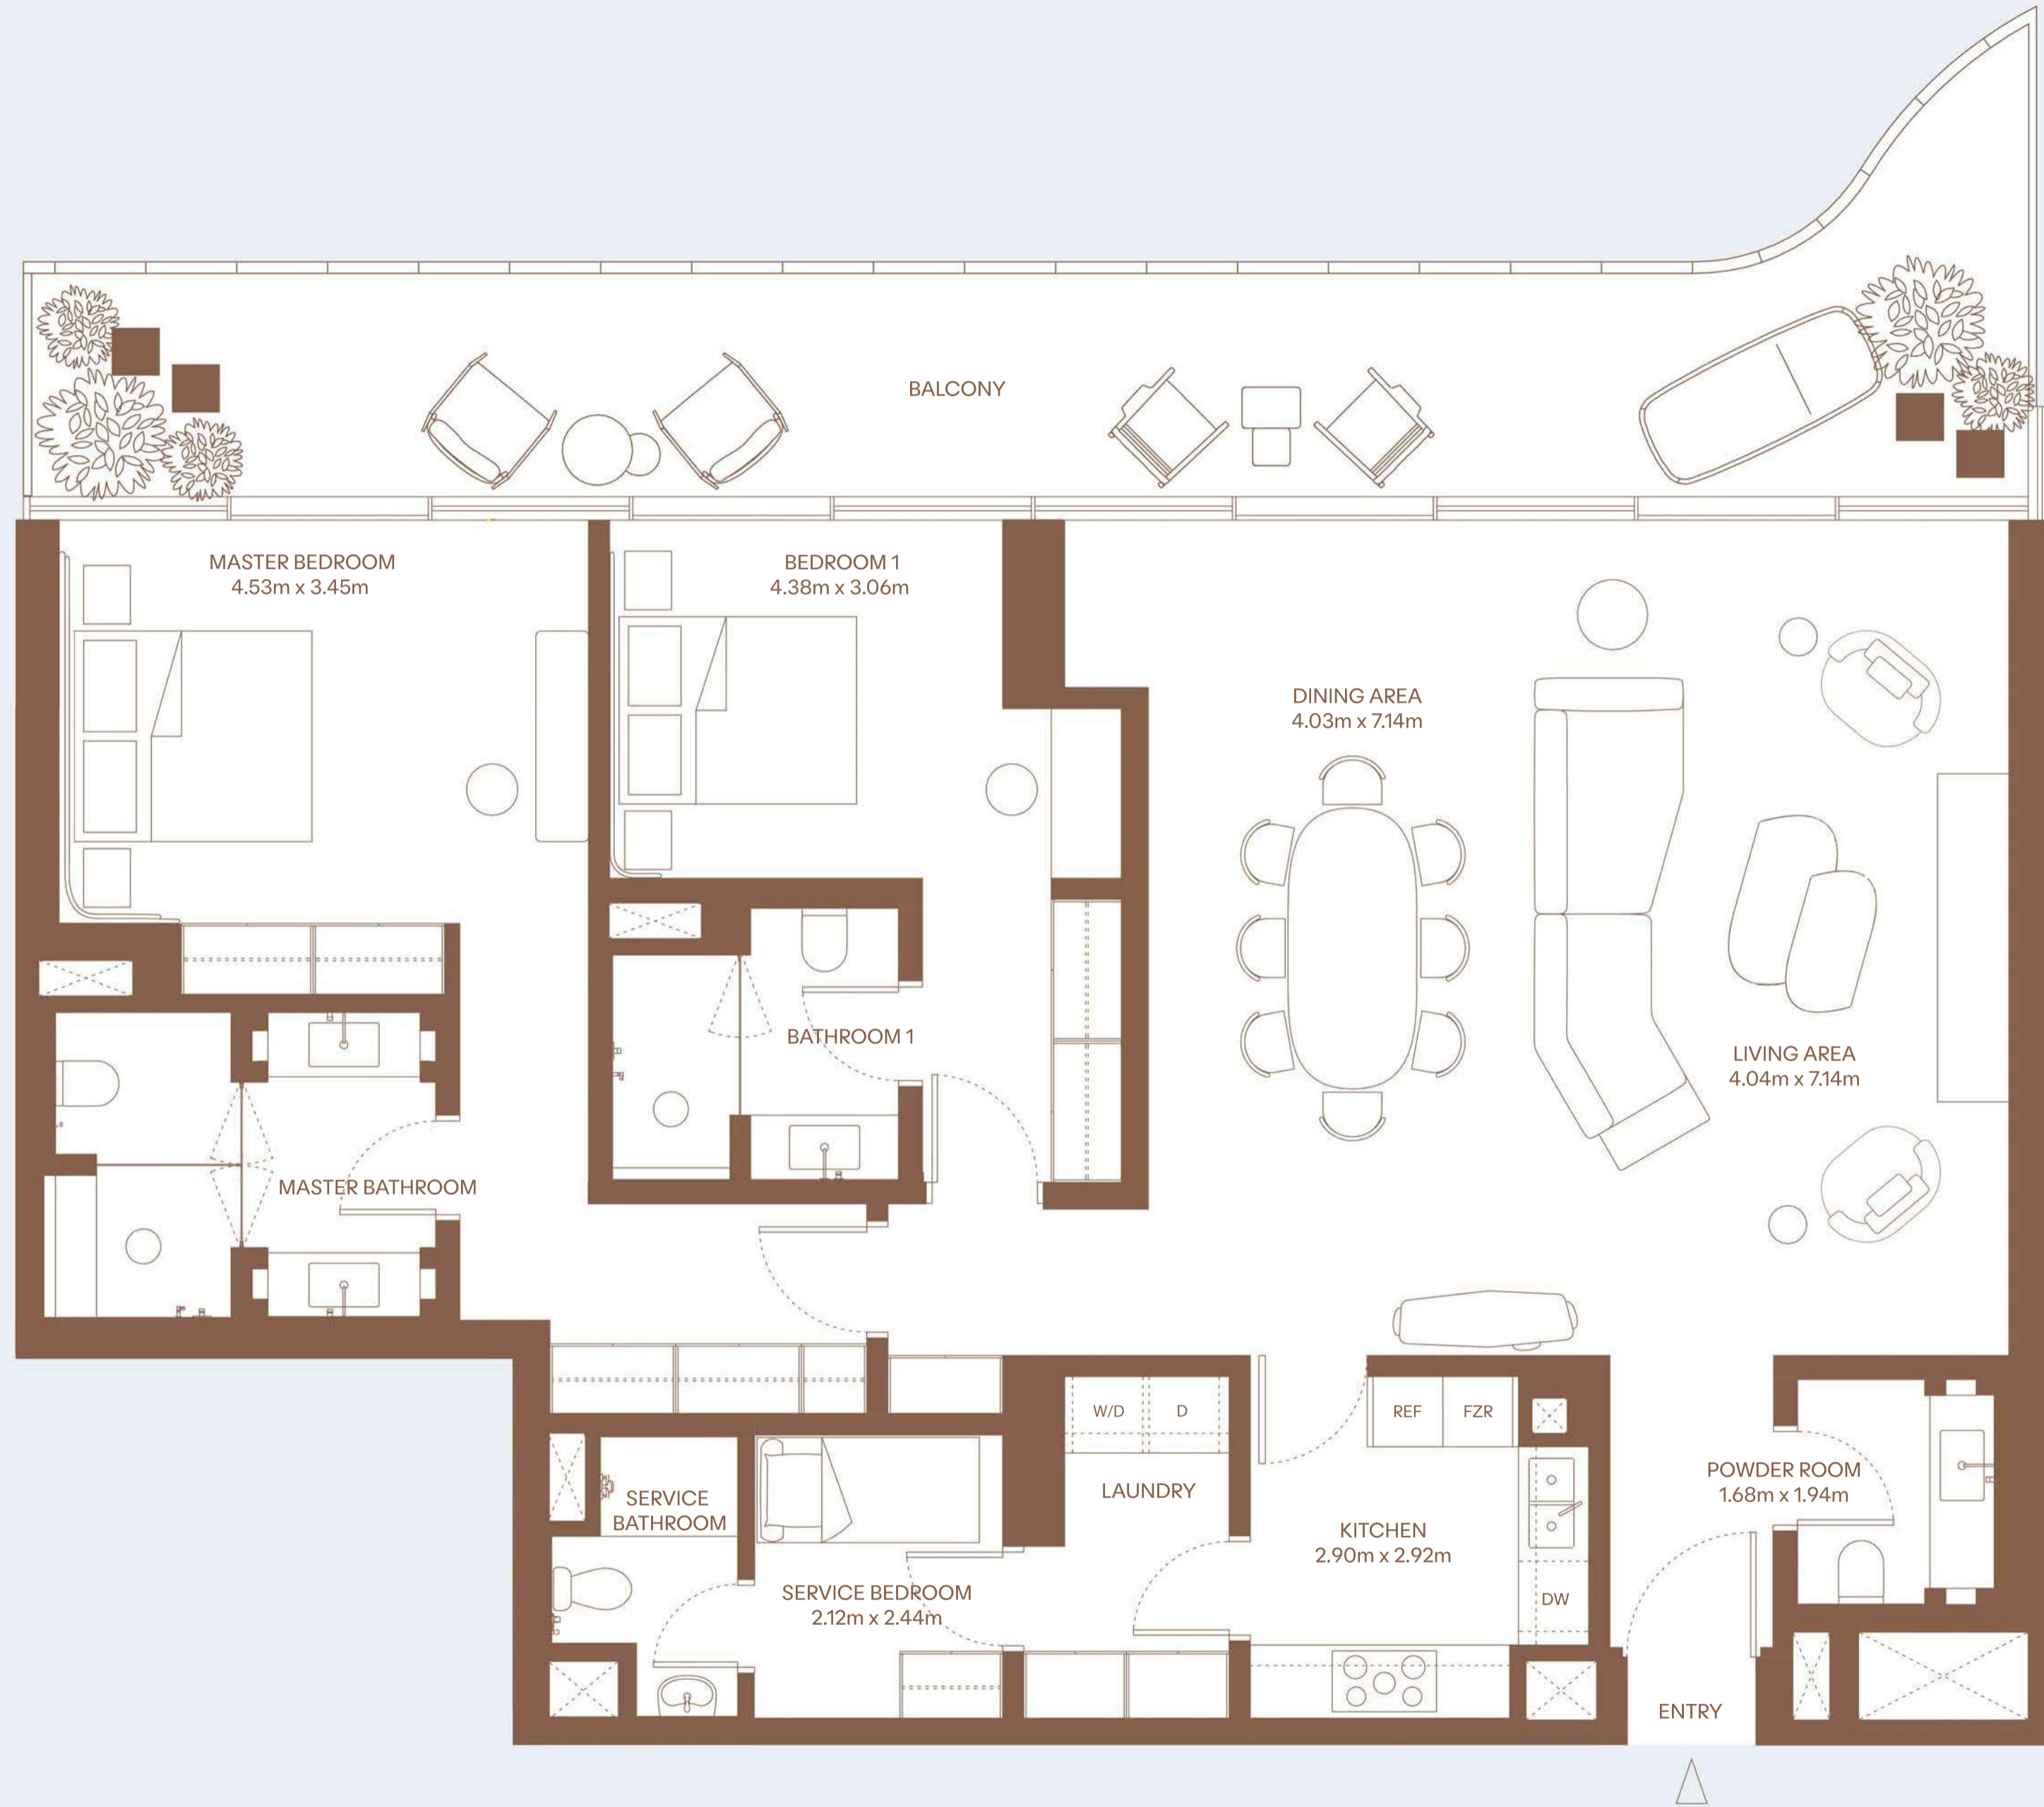 BALCONY
MASTER BEDROOM
4.53m x 3.45m
BEDROOM 1
4.38m x 3.06m
DINING AREA
4.03m x 7.14m
BATHROOM 1
LIVING AREA
4.04m x 7.14m
MASTER BATHROOM
W/D
D
REF
FZR
LAUNDRY
SERVICE
BATHROOM
POWDER ROOM
1.68m x 1.94m
KITCHEN
2.90m x 2.92m
SERVICE BEDROOM
2.12m x 2.44m
DW
ENTRY